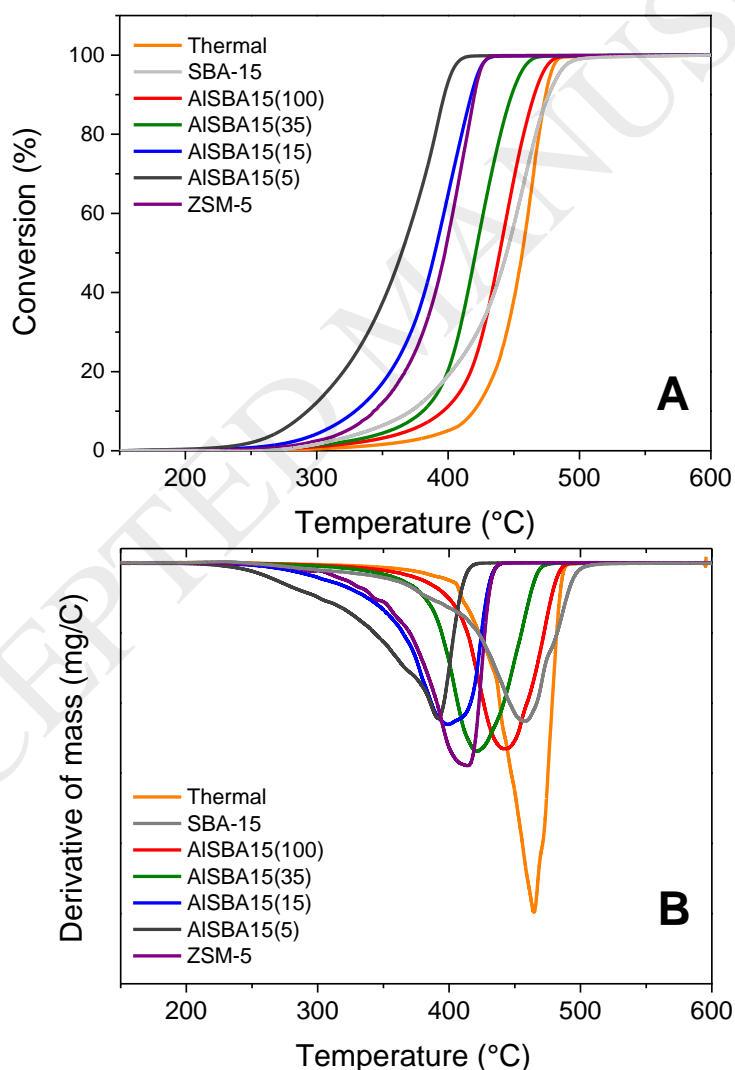 Thermal
SBA-15
AlSBA15(100)
AlSBA15(35)
AlSBA15(15)
AlSBA15(5)
ZSM-5
Conversion (%)
100
80
60
40
20
0
A
200 300 400 500 600
Temperature (°C)
Derivative of mass (mg/C)
Thermal
SBA-15
AlSBA15(100)
AlSBA15(35)
AlSBA15(15)
AlSBA15(5)
ZSM-5
B
200 300 400 500 600
Temperature (°C)
CEPTED MANUS